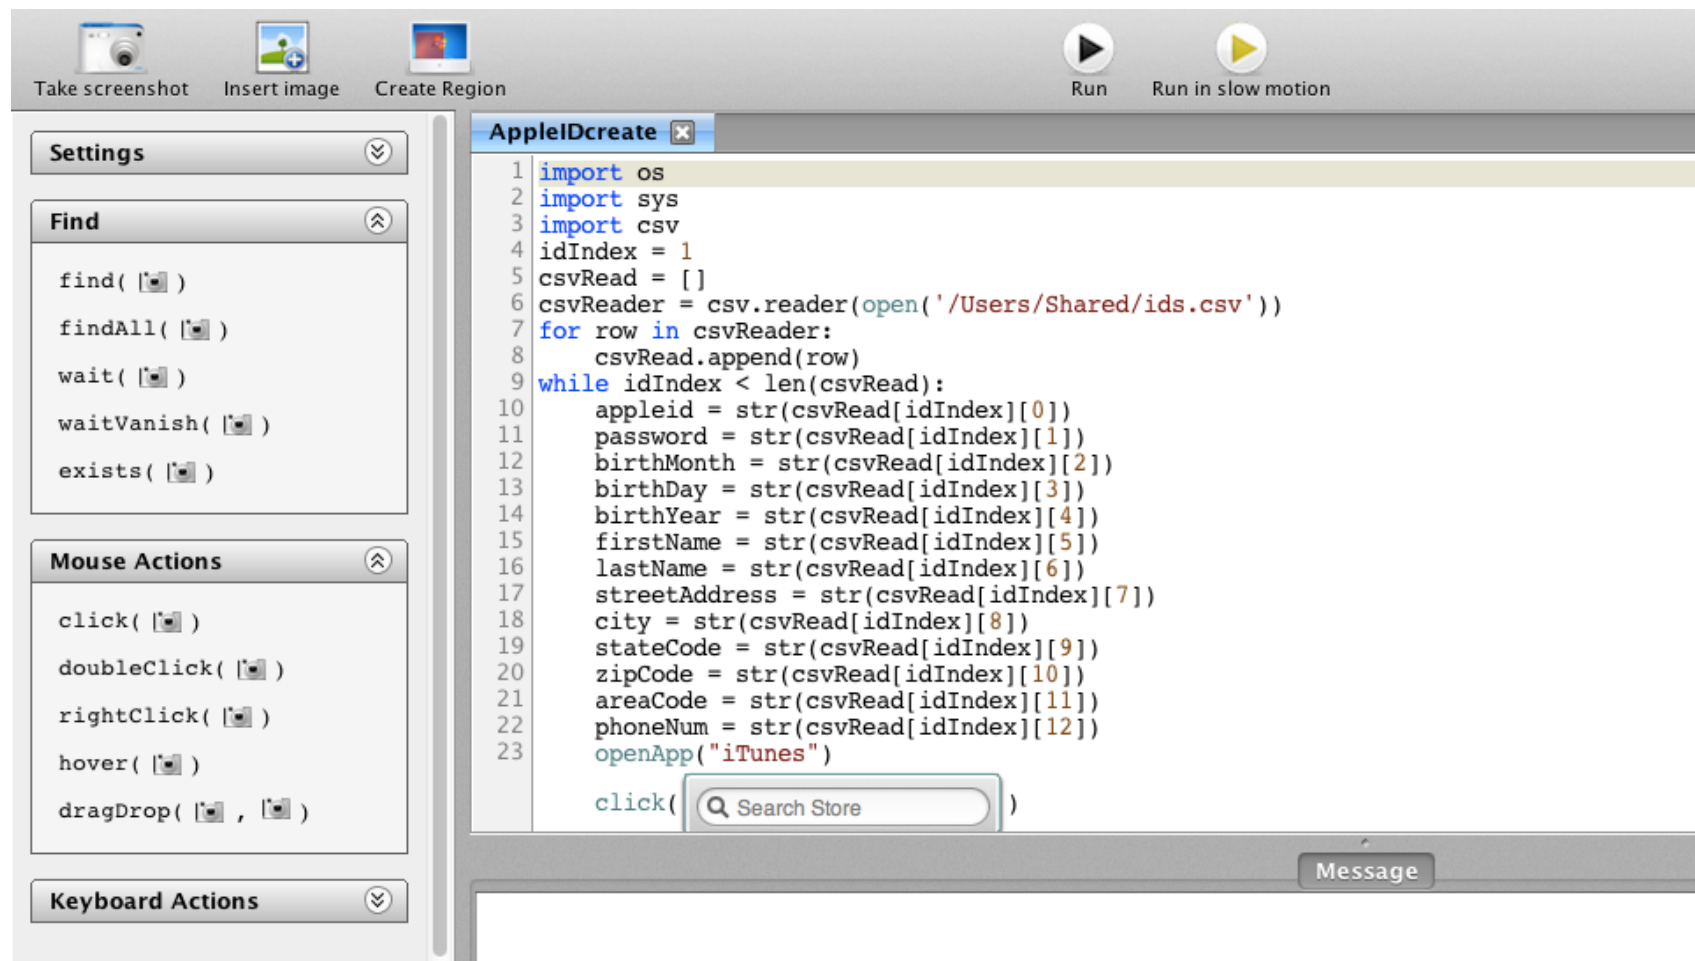 Take screenshot
Insert image
Create Region
Run
Run in slow motion
Settings
Find
find( )
findAll( )
wait( )
waitVanish( )
exists( )
Mouse Actions
click( )
doubleClick( )
rightClick( )
hover( )
dragDrop( , )
Keyboard Actions
AppleIDcreate
1 import os
2 import sys
3 import csv
4 idIndex = 1
5 csvRead = []
6 csvReader = csv.reader(open('/Users/Shared/ids.csv'))
7 for row in csvReader:
8     csvRead.append(row)
9 while idIndex < len(csvRead):
10     appleid = str(csvRead[idIndex][0])
11     password = str(csvRead[idIndex][1])
12     birthMonth = str(csvRead[idIndex][2])
13     birthDay = str(csvRead[idIndex][3])
14     birthYear = str(csvRead[idIndex][4])
15     firstName = str(csvRead[idIndex][5])
16     lastName = str(csvRead[idIndex][6])
17     streetAddress = str(csvRead[idIndex][7])
18     city = str(csvRead[idIndex][8])
19     stateCode = str(csvRead[idIndex][9])
20     zipCode = str(csvRead[idIndex][10])
21     areaCode = str(csvRead[idIndex][11])
22     phoneNum = str(csvRead[idIndex][12])
23     openApp("iTunes")
click( Search Store )
Message